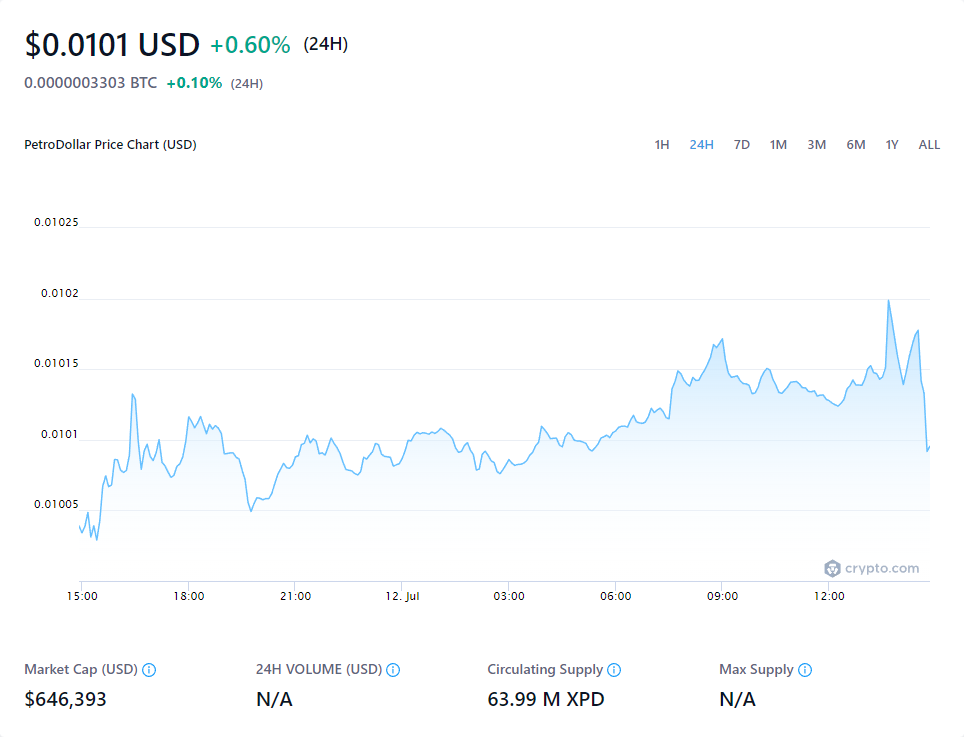 $0.0101 USD +0.60% (24H)
0.0000003303 BTC +0.10% (24H)
PetroDollar Price Chart (USD) 1H 24H 7D 1M 3M 6M 1Y ALL
0.01025
0.0102
0.01015
0.0101
0.01005
crypto.com
15:00 18:00 21:00 12. Jul 03:00 06:00 09:00 12:00
Market Cap (USD) 24H VOLUME (USD) Circulating Supply Max Supply
$646,393 N/A 63.99 M XPD N/A